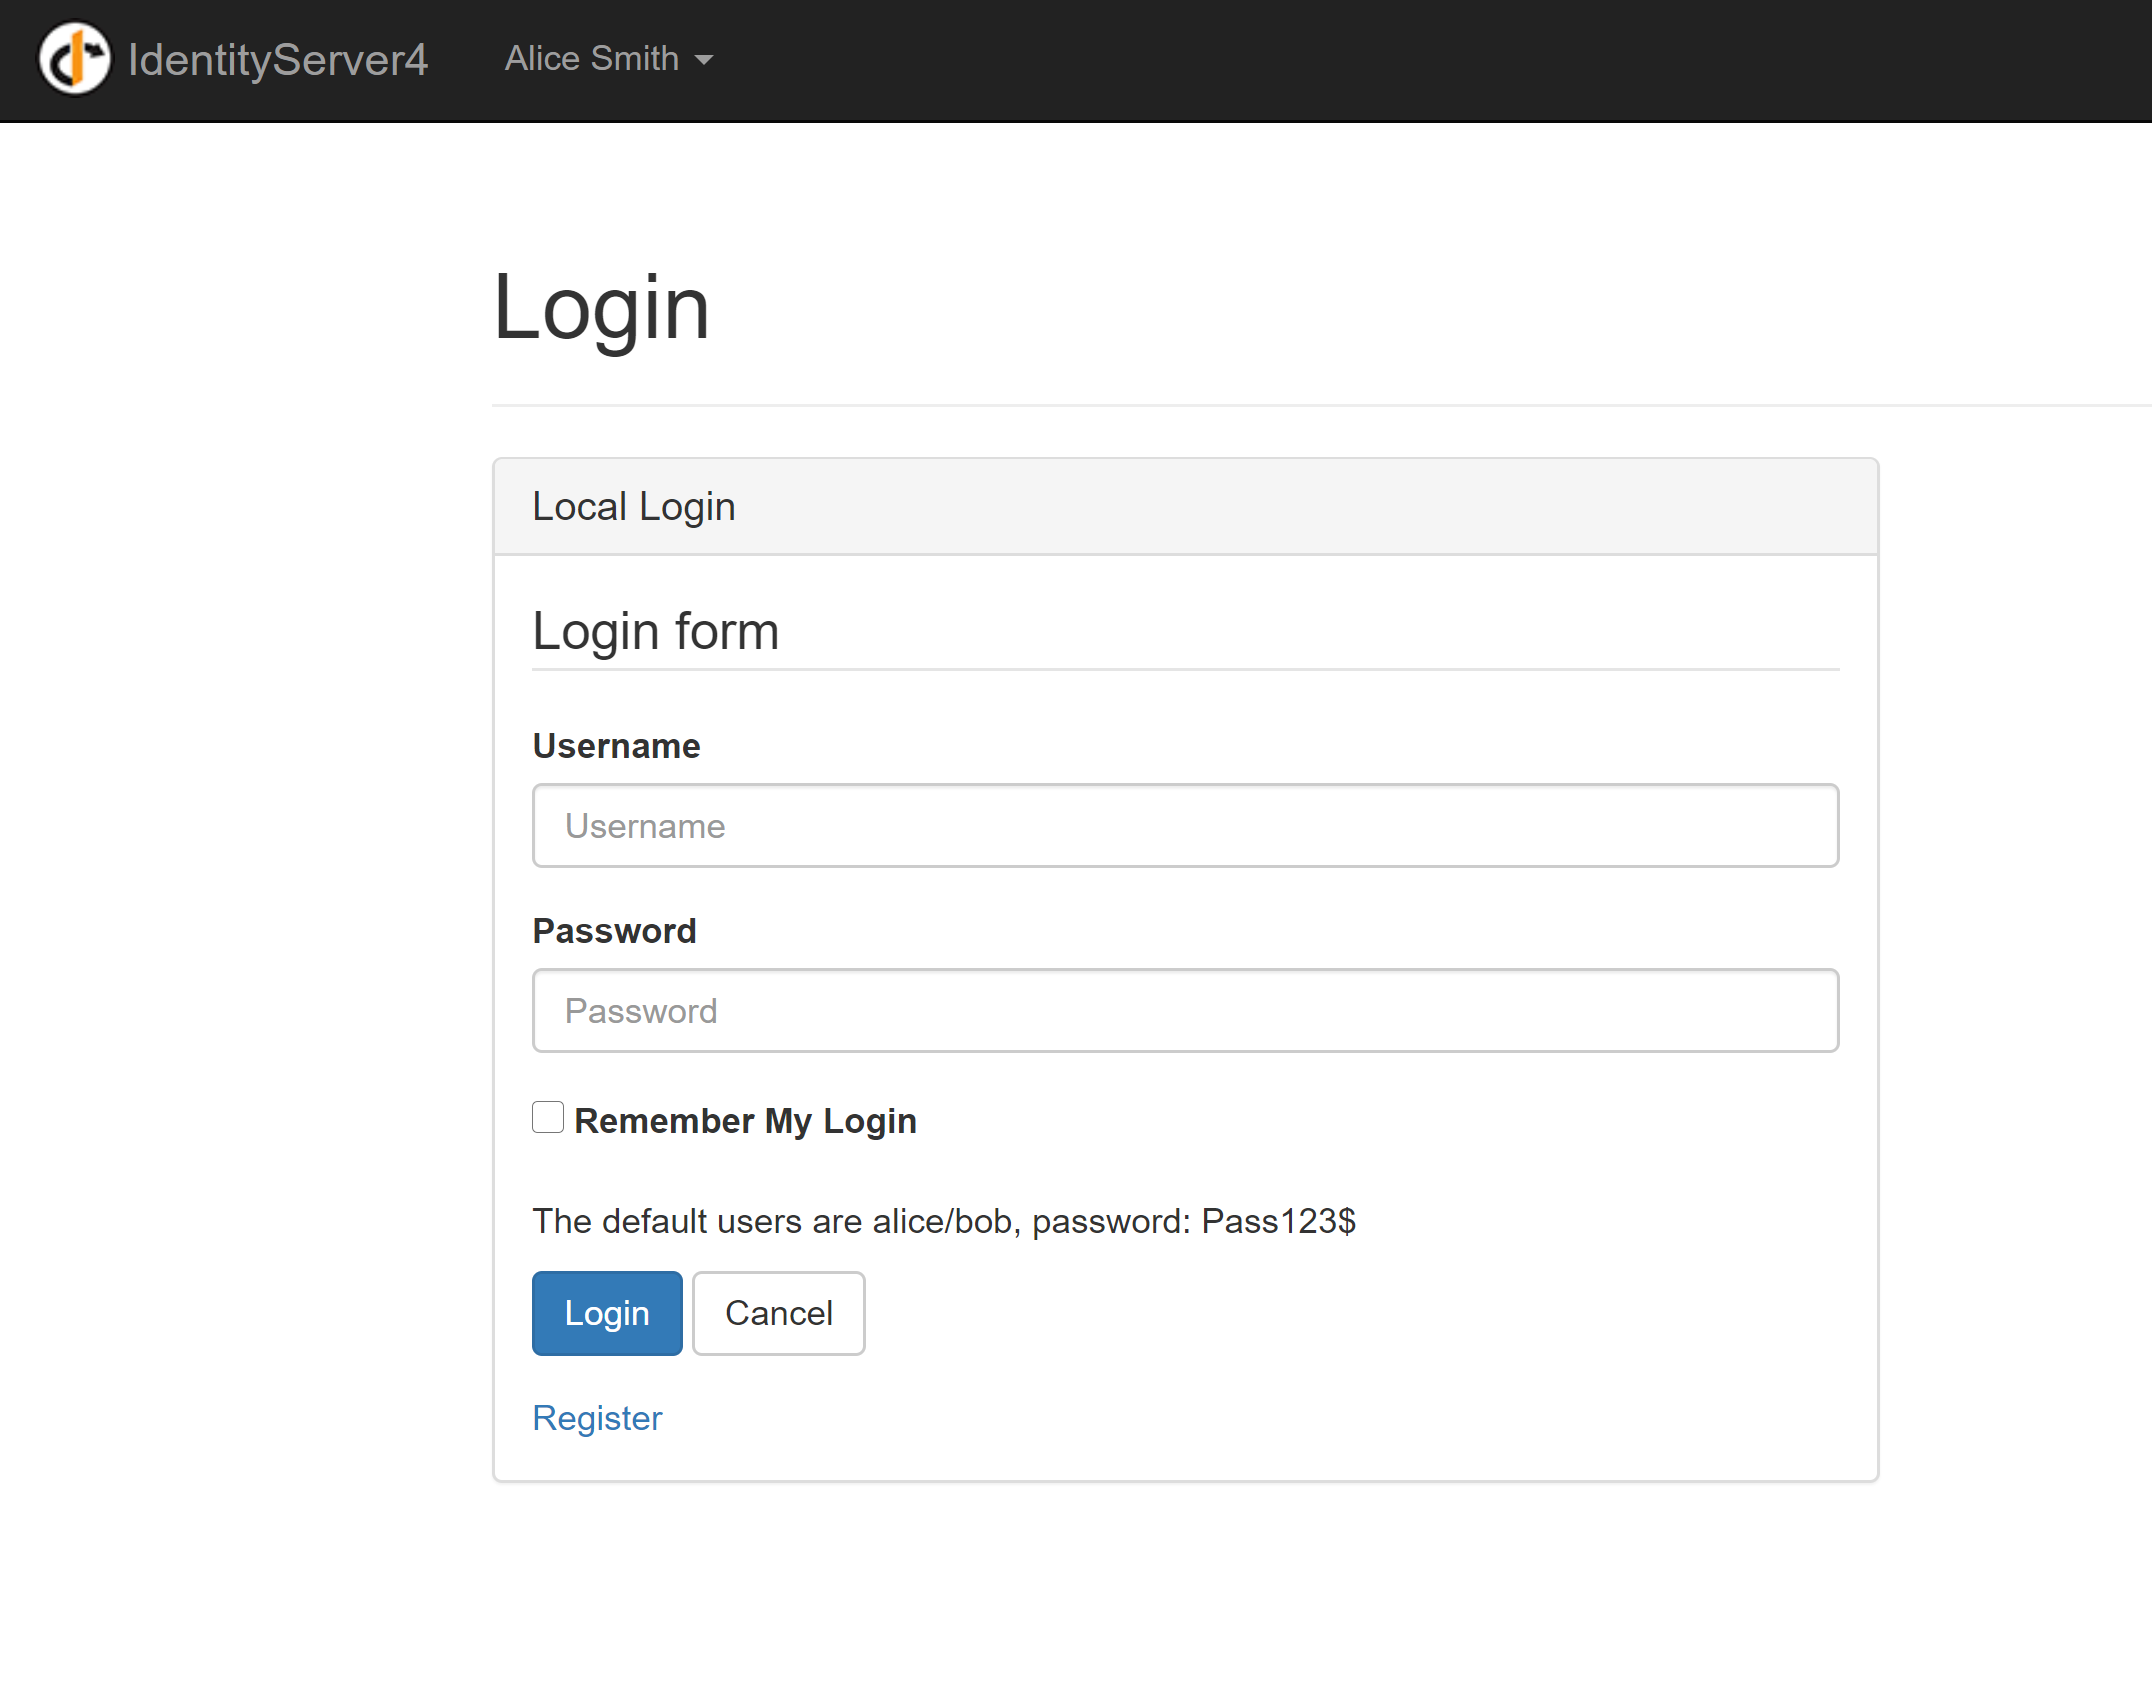 IdentityServer4 Alice Smith
Login
Local Login
Login form
Username
Username
Password
Password
Remember My Login
The default users are alice/bob, password: Pass123$
Login Cancel
Register